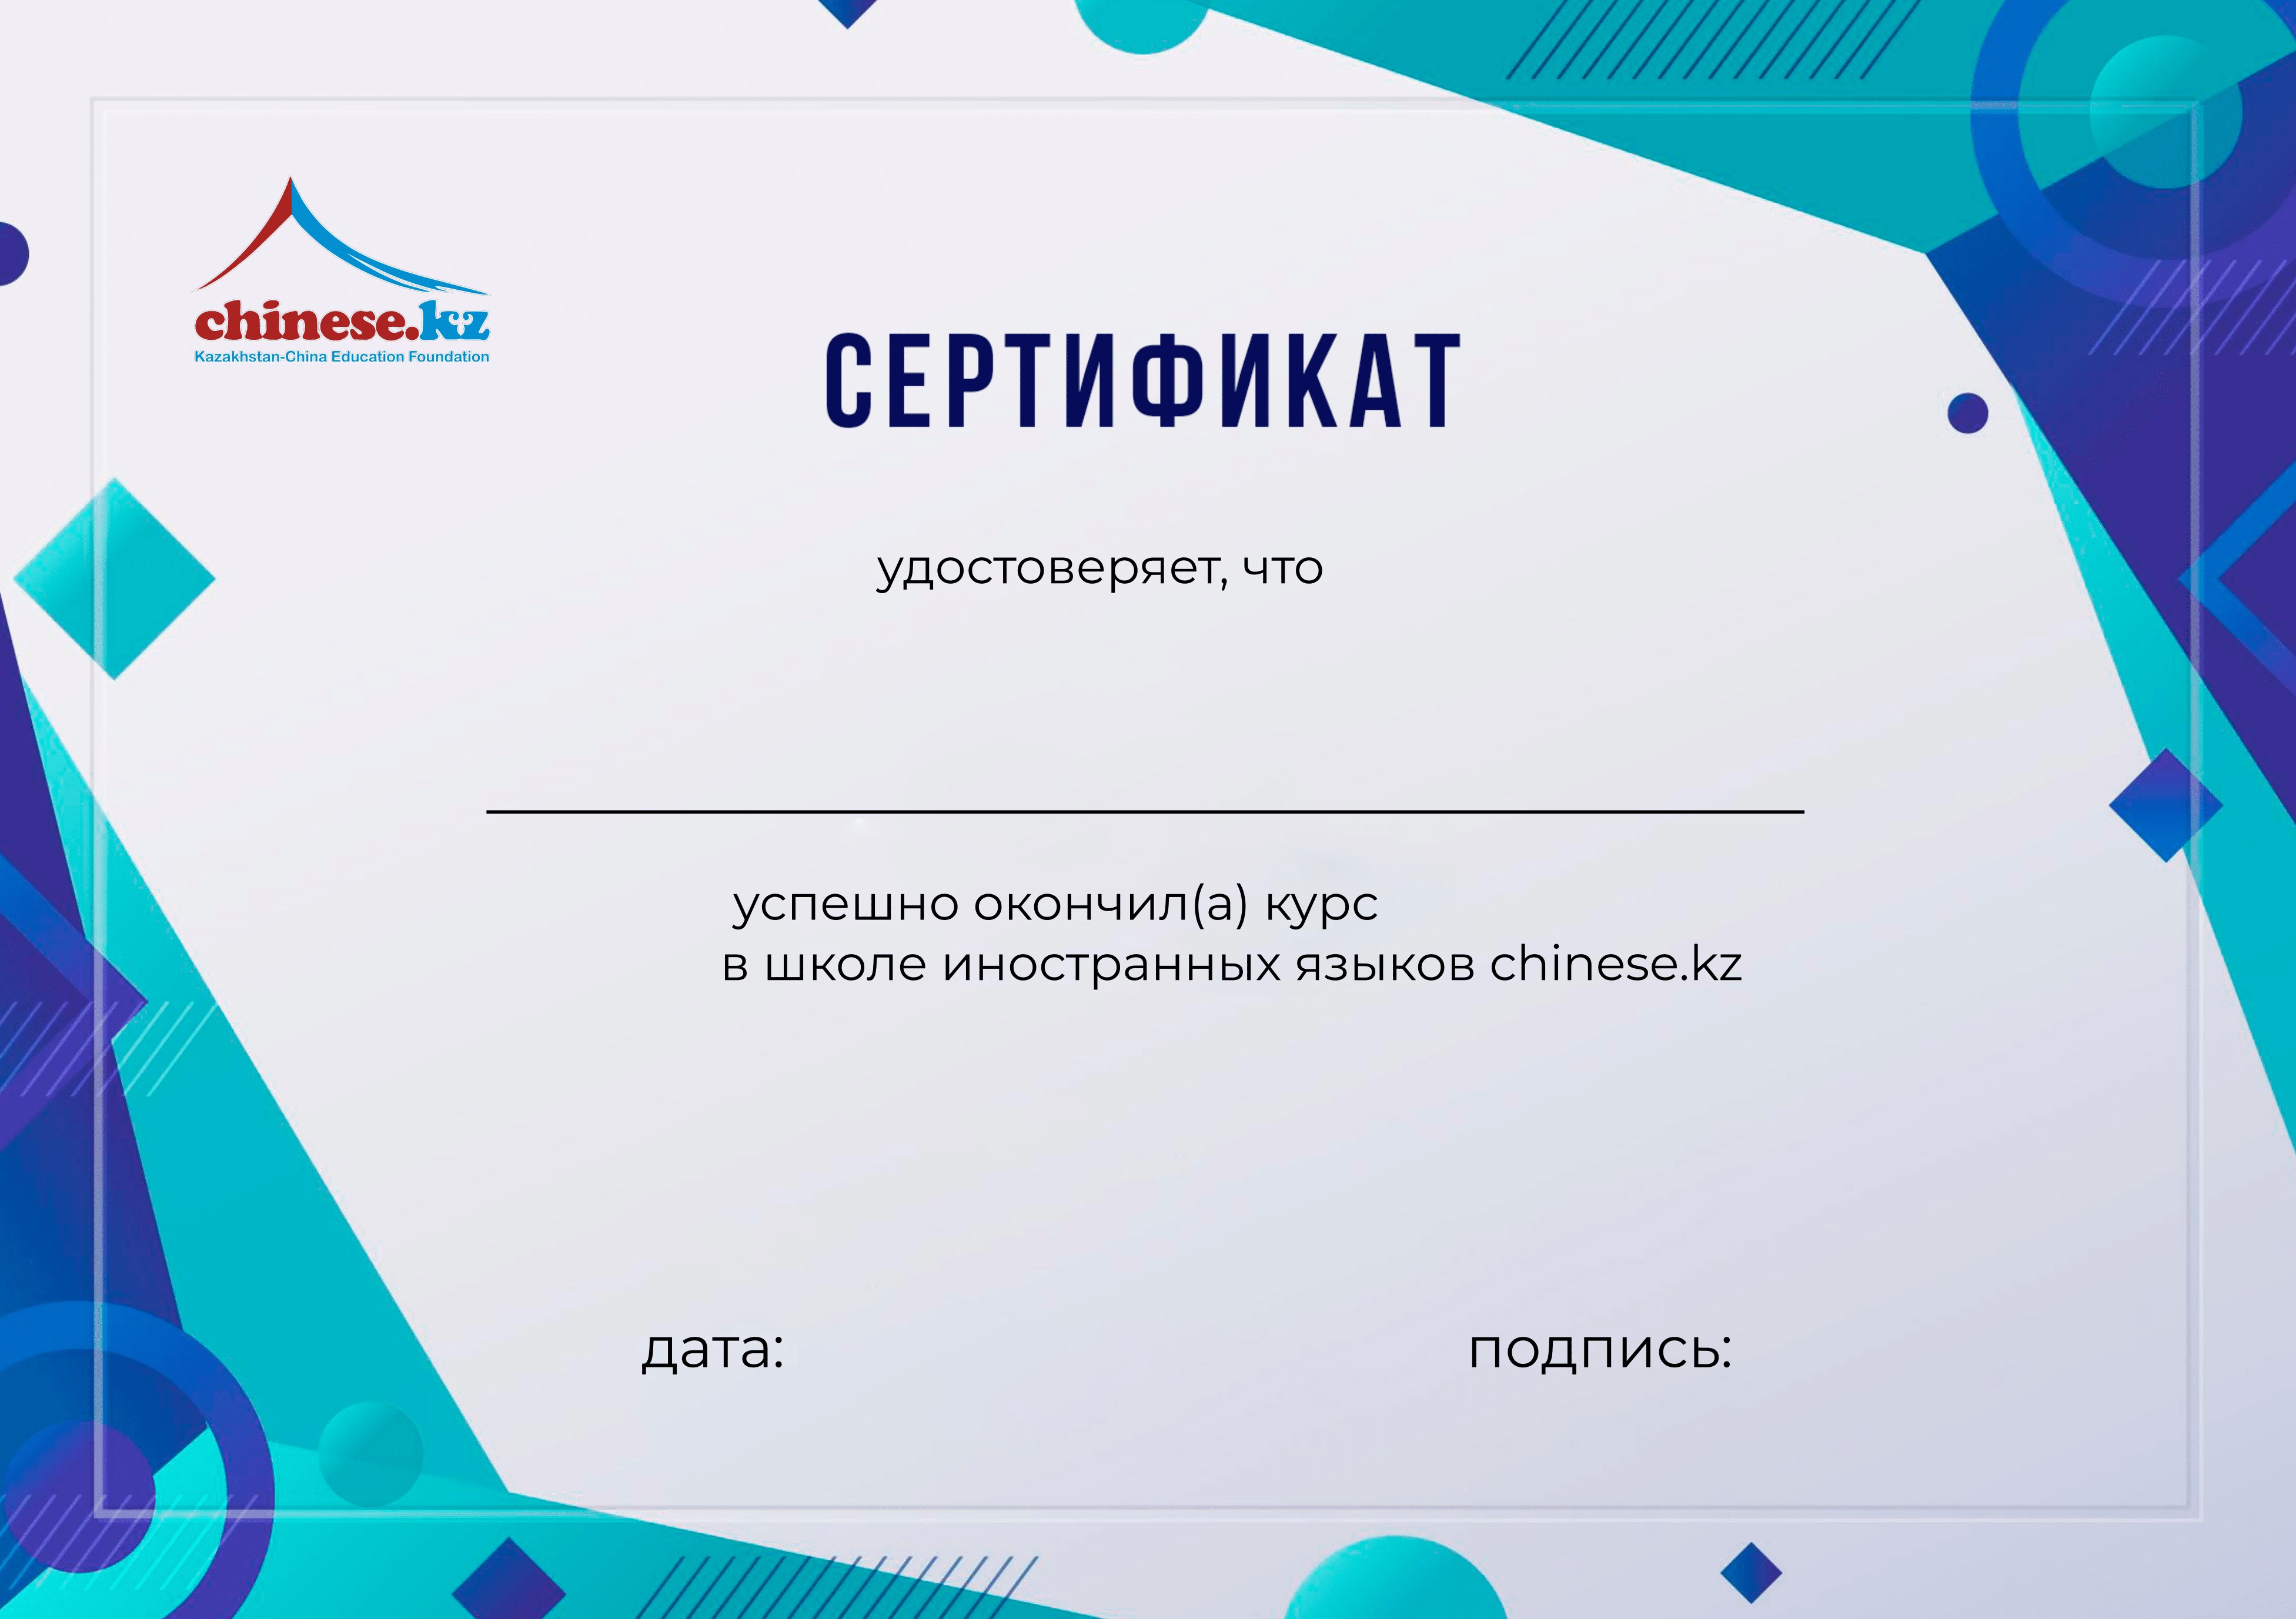 chinese.kz
Kazakhstan-China Education Foundation
СЕРТИФИКАТ
удостоверяет, что
успешно окончил(а) курс
в школе иностранных языков chinese.kz
дата:
подпись: